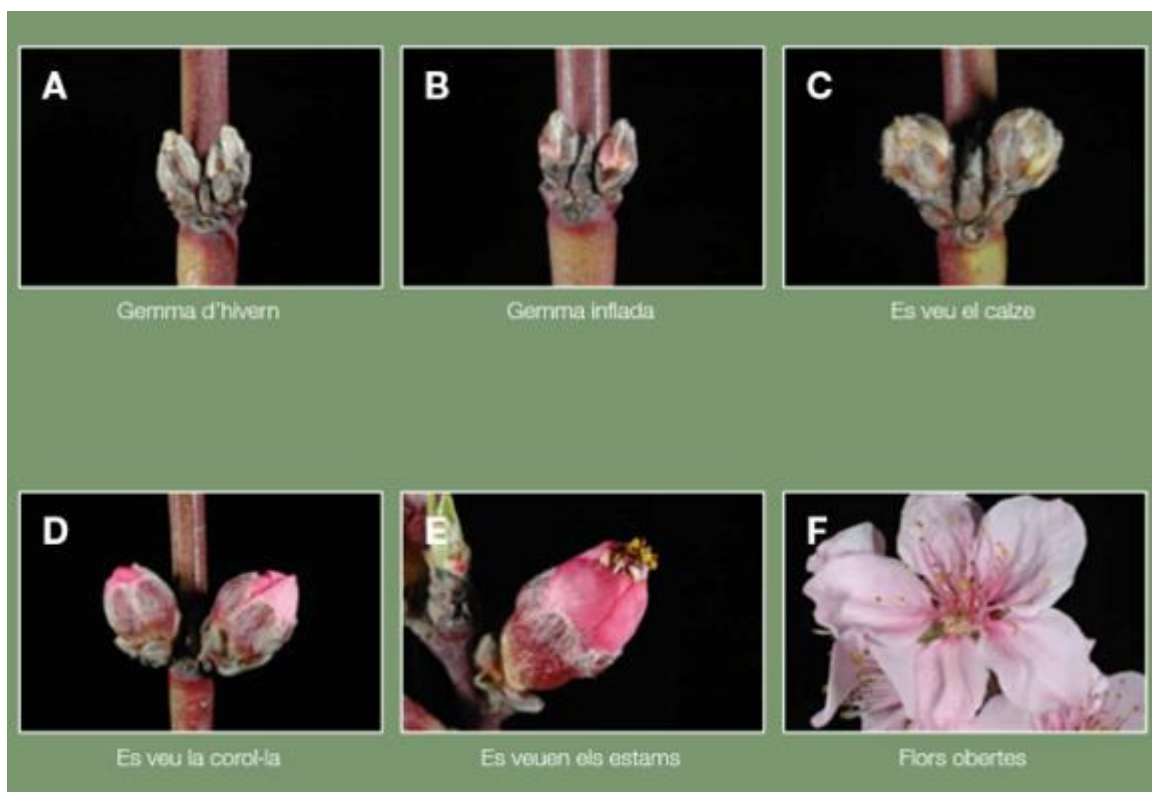 A
B
C
Gemma d'hivern
Gemma inflada
Es veu el calze
D
E
F
Es veu la corol·la
Es veuen els estams
Flors obertes